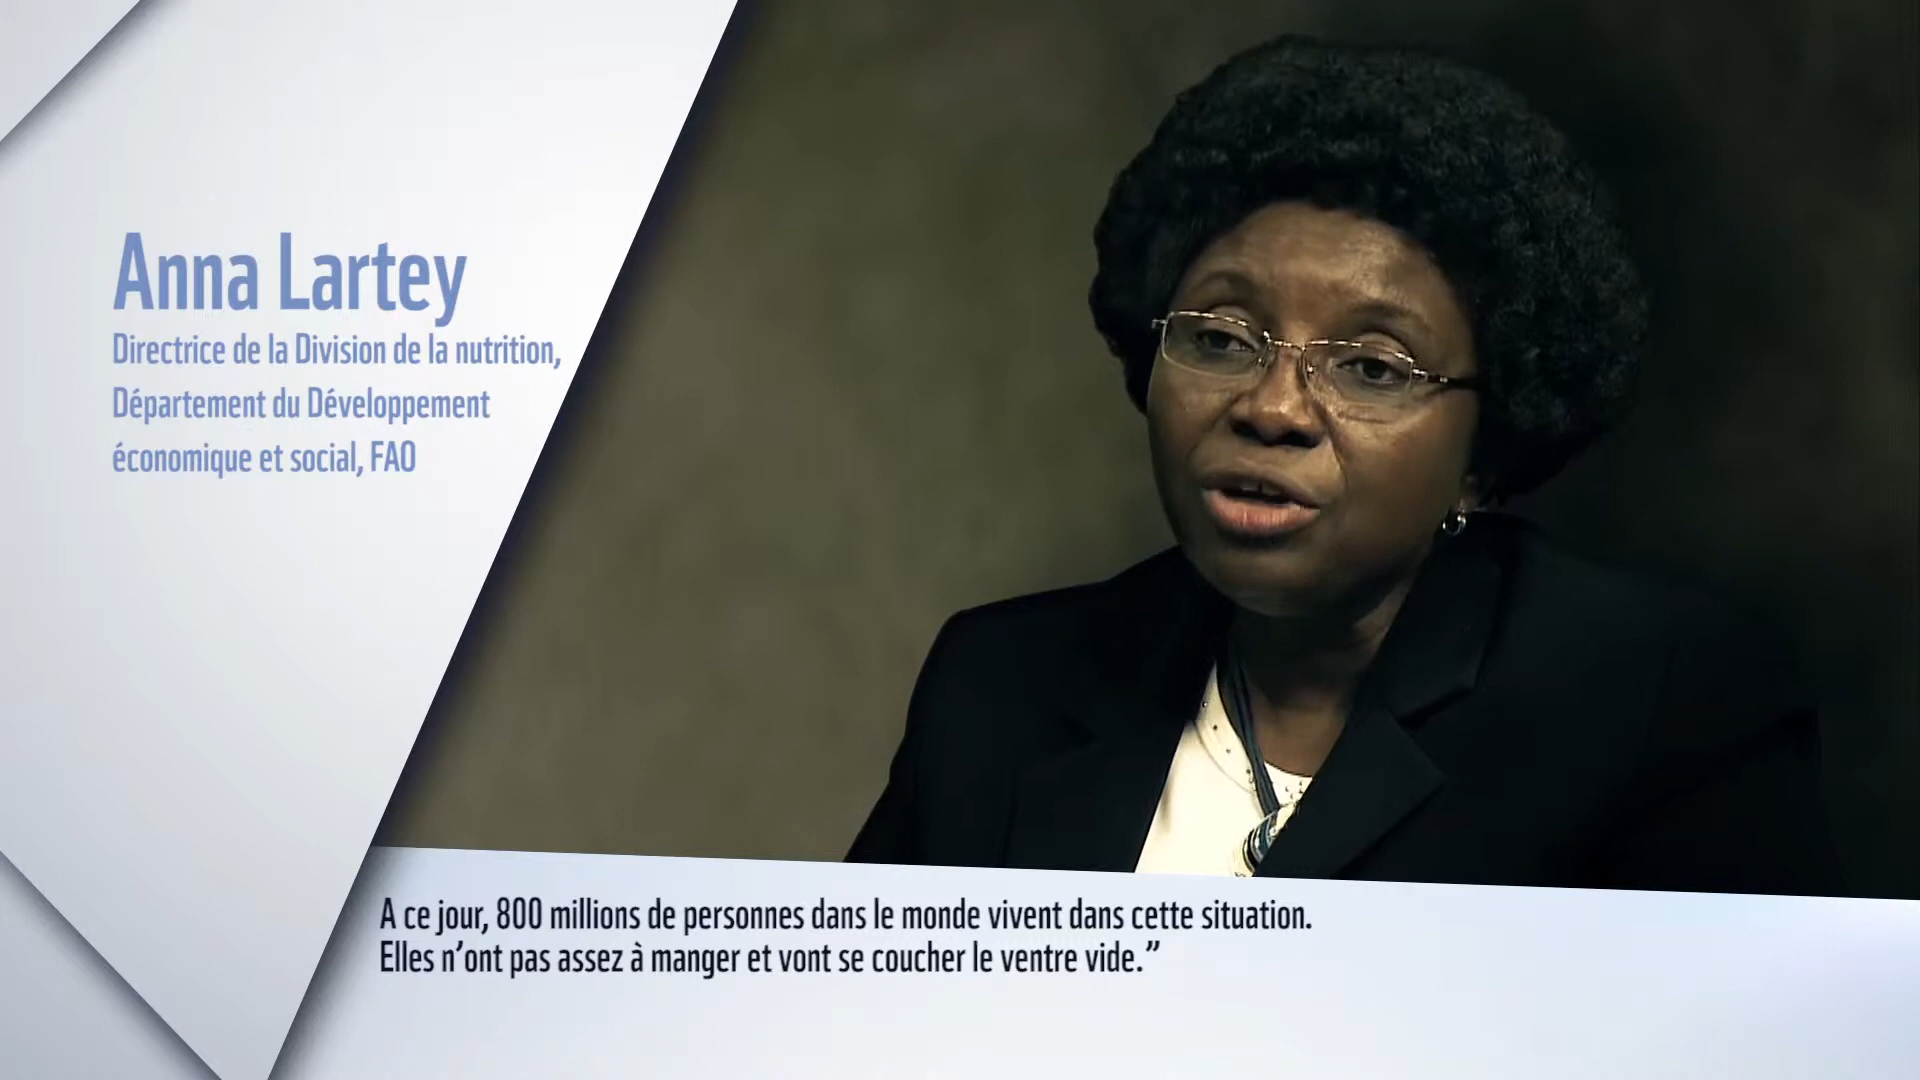 Anna Lartey
Directrice de la Division de la nutrition,
Département du Développement
économique et social, FAO
A ce jour, 800 millions de personnes dans le monde vivent dans cette situation.
Elles n’ont pas assez à manger et vont se coucher le ventre vide.”